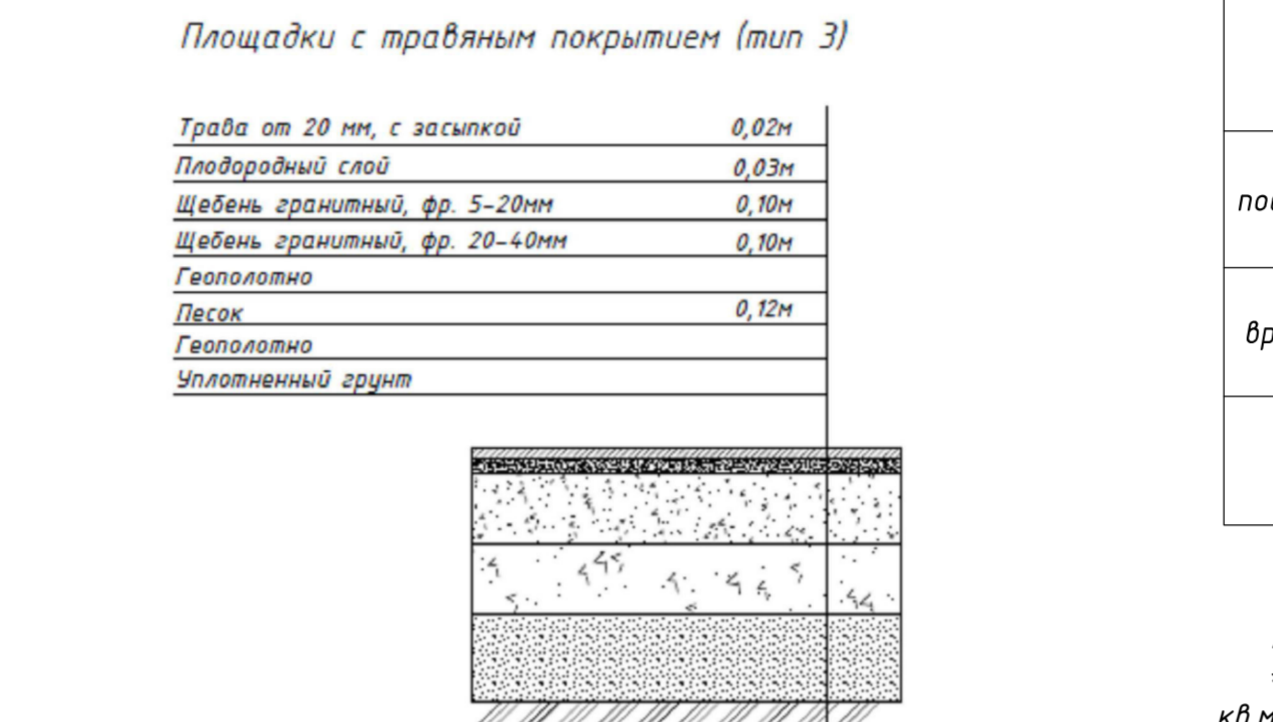 Площадки с травяным покрытием (тип 3)
Трава от 20 мм, с засыпкой 0,02м
Плодородный слой 0,03м
Щебень гранитный, фр. 5-20мм 0,10м
Щебень гранитный, фр. 20-40мм 0,10м
Геополотно
Песок 0,12м
Геополотно
Уплотненный грунт
кв.м